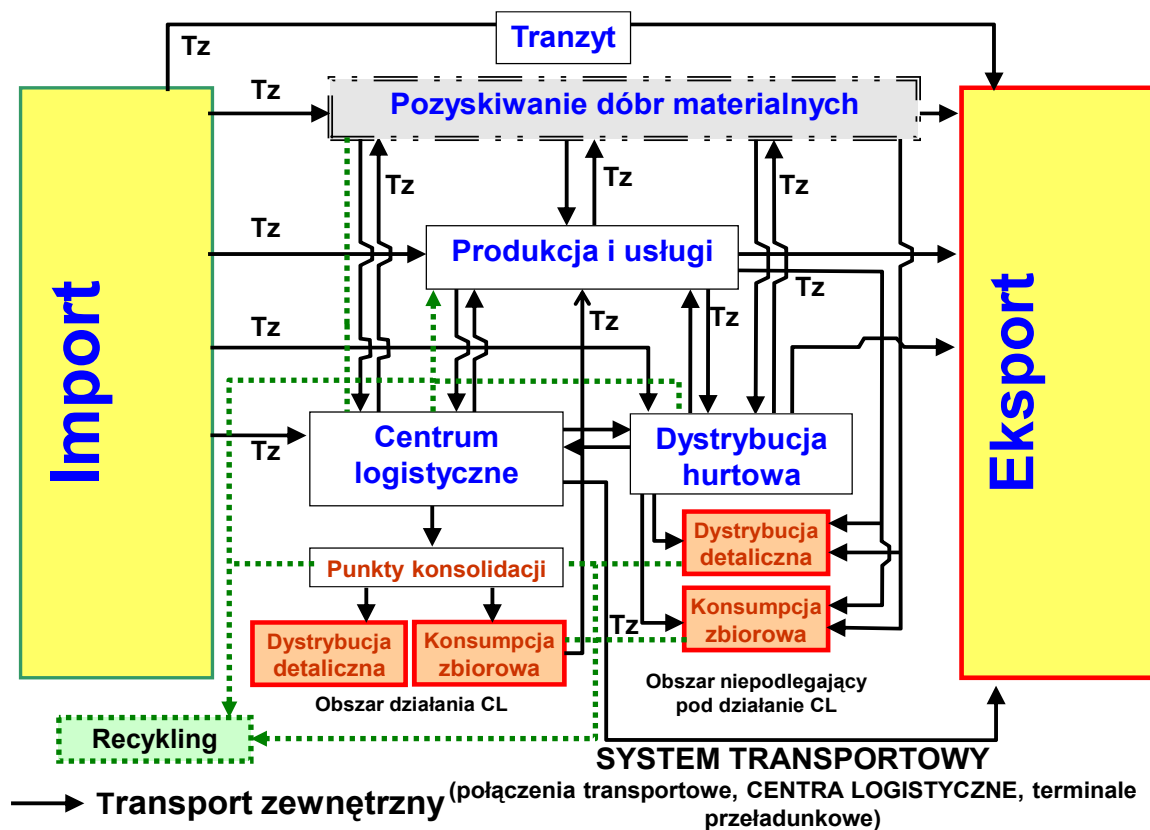 Tranzyt
Tz
Tz
Pozyskiwanie dóbr materialnych
Tz
Tz
Tz
Tz
Produkcja i usługi
Tz
Tz
Tz
Tz
Import
Eksport
Tz
Centrum
logistyczne
Dystrybucja
hurtowa
Dystrybucja
detaliczna
Punkty konsolidacji
Konsumpcja
zbiorowa
Tz
Dystrybucja
detaliczna
Konsumpcja
zbiorowa
Obszar działania CL
Obszar niepodlegający
pod działanie CL
Recykling
SYSTEM TRANSPORTOWY
(połączenia transportowe, CENTRA LOGISTYCZNE, terminale
przeładunkowe)
Transport zewnętrzny